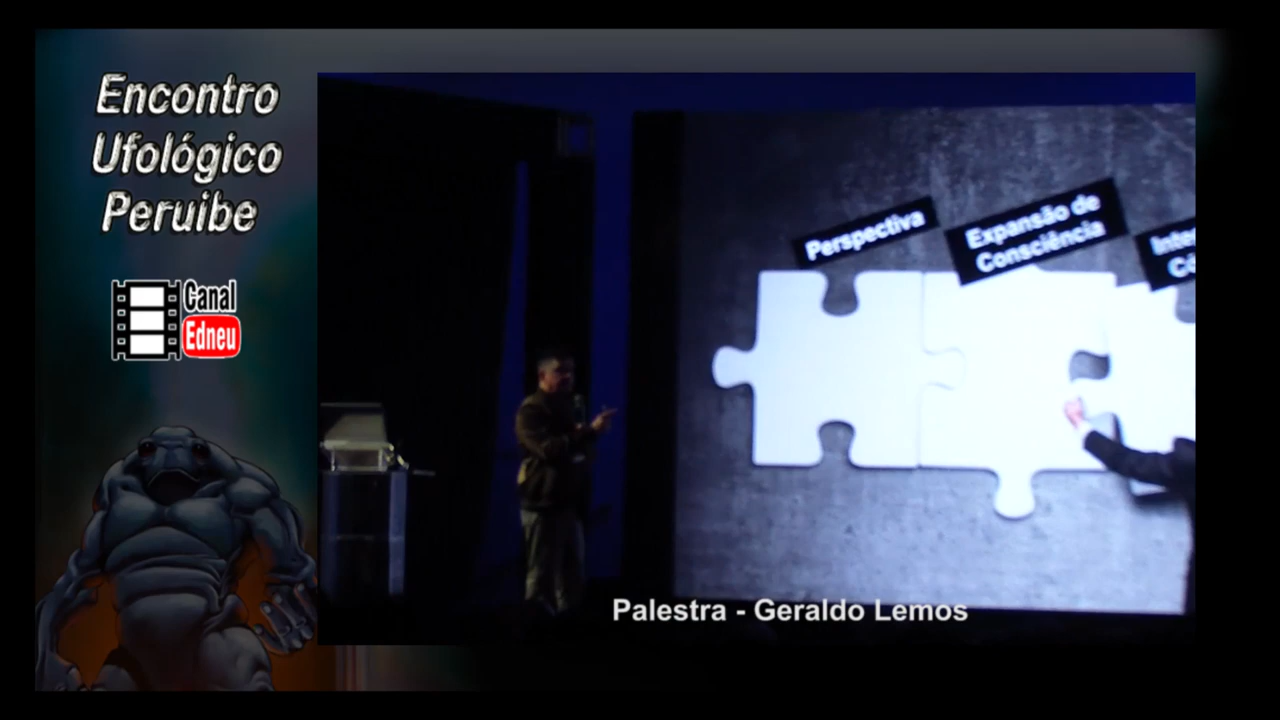 Encontro
Ufológico
Peruibe
Canal
Edneu
Perspectiva
Expansão de
Consciência
Palestra - Geraldo Lemos